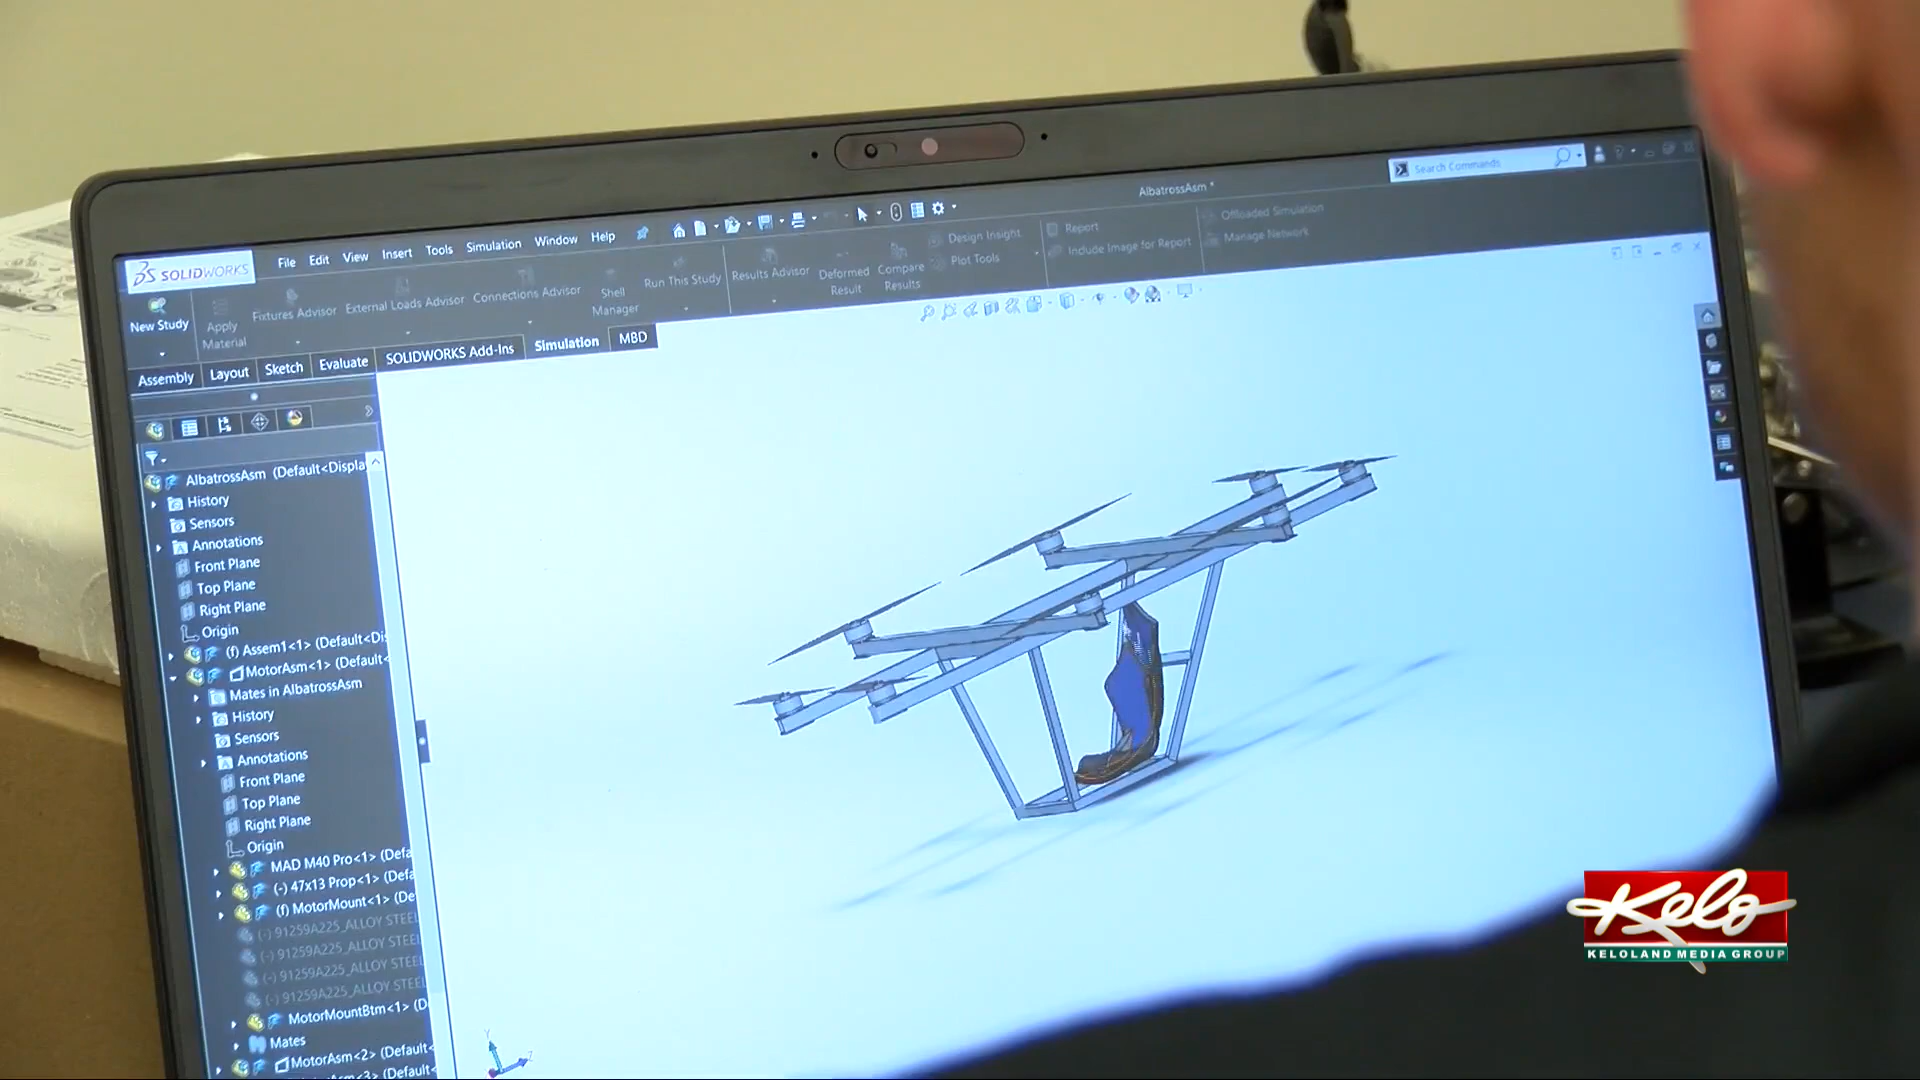 AlbatrossAsm *
Search Commands
SOLIDWORKS
File Edit View Insert Tools Simulation Window Help
New Study
Apply Material
Fixtures Advisor
External Loads Advisor
Connections Advisor
Shell Manager
Run This Study
Results Advisor
Deformed Result
Compare Results
Design Insight
Plot Tools
Report
Include Image for Report
Offloaded Simulation
Manage Network
Assembly Layout Sketch Evaluate SOLIDWORKS Add-Ins Simulation MBD
AlbatrossAsm (Default<Displa
History
Sensors
Annotations
Front Plane
Top Plane
Right Plane
Origin
(f) Assem1<1> (Default<Dis
MotorAsm<1> (Default<
Mates in AlbatrossAsm
History
Sensors
Annotations
Front Plane
Top Plane
Right Plane
Origin
MAD M40 Pro<1> (Defa
(-) 47x13 Prop<1> (Defa
(f) MotorMount<1> (De
(-) 91259A225_ALLOY STEEL
(-) 91259A225_ALLOY STEEL
(-) 91259A225_ALLOY STEEL
(-) 91259A225_ALLOY STEEL
MotorMountBtm<1> (D
Mates
MotorAsm<2> (Default<
Kelo
KELOLAND MEDIA GROUP